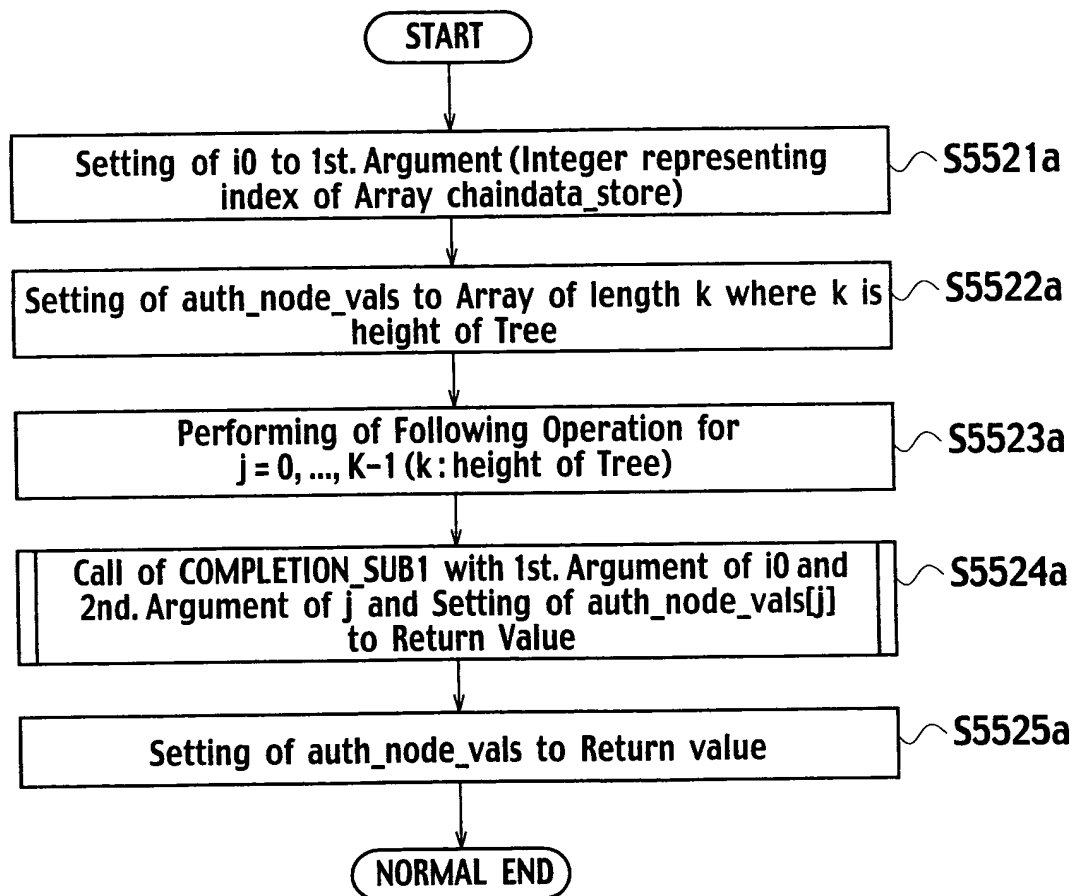 START
Setting of i0 to 1st. Argument (Integer representing
index of Array chaindata_store)
S5521a
Setting of auth_node_vals to Array of length k where k is
height of Tree
S5522a
Performing of Following Operation for
j = 0, ..., K-1 (k : height of Tree)
S5523a
Call of COMPLETION_SUB1 with 1st. Argument of i0 and
2nd. Argument of j and Setting of auth_node_vals[j]
to Return Value
S5524a
Setting of auth_node_vals to Return value
S5525a
NORMAL END